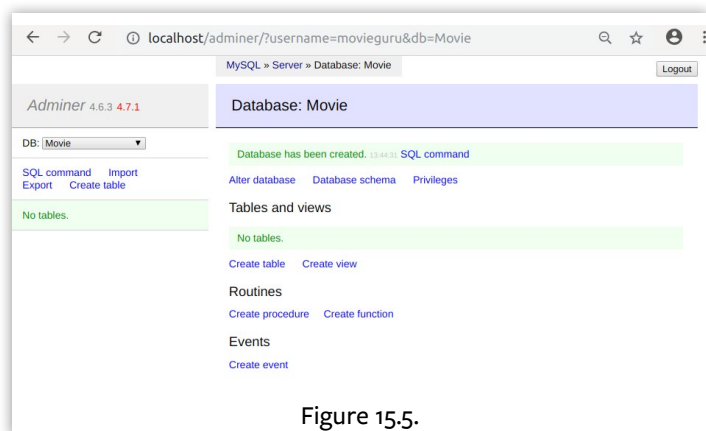 localhost/adminer/?username=movieguru&db=Movie
MySQL » Server » Database: Movie
Logout
Adminer 4.6.3 4.7.1
Database: Movie
DB: Movie
Database has been created. 13:44:31 SQL command
SQL command Import
Export Create table
Alter database Database schema Privileges
No tables.
Tables and views
No tables.
Create table Create view
Routines
Create procedure Create function
Events
Create event
Figure 15.5.